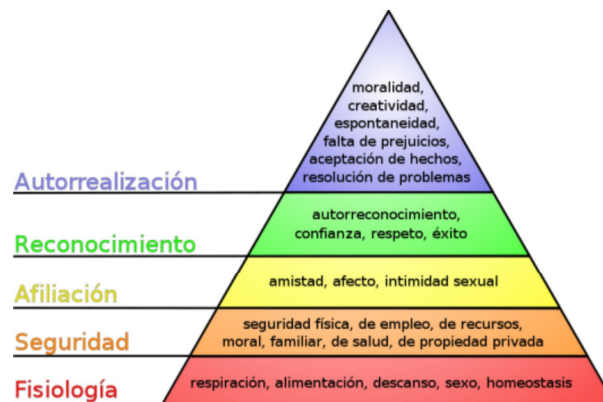 moralidad,
creatividad,
espontaneidad,
falta de prejuicios,
aceptación de hechos,
resolución de problemas
Autorrealización
autorreconocimiento,
confianza, respeto, éxito
Reconocimiento
amistad, afecto, intimidad sexual
Afiliación
seguridad física, de empleo, de recursos,
moral, familiar, de salud, de propiedad privada
Seguridad
respiración, alimentación, descanso, sexo, homeostasis
Fisiología